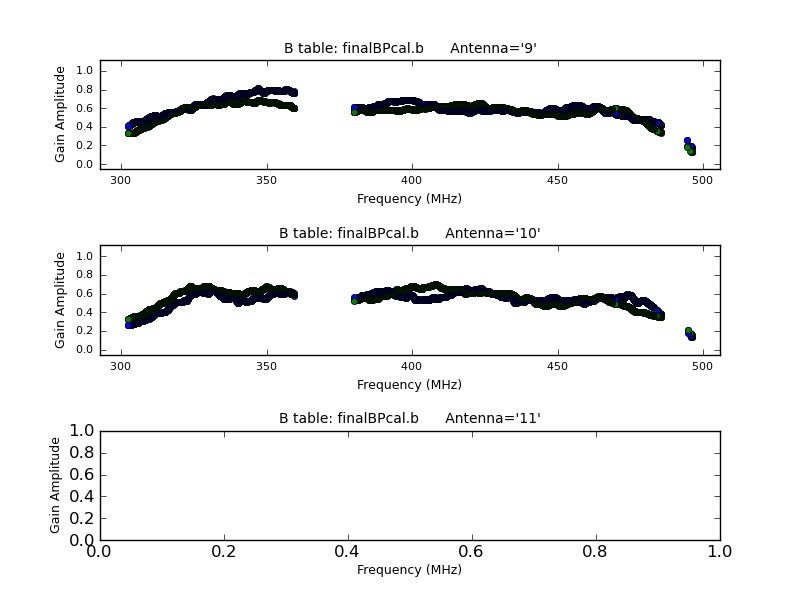 B table: finalBPcal.b Antenna='9'
Gain Amplitude
1.0
0.8
0.6
0.4
0.2
0.0
300 350 400 450 500
Frequency (MHz)
B table: finalBPcal.b Antenna='10'
Gain Amplitude
1.0
0.8
0.6
0.4
0.2
0.0
300 350 400 450 500
Frequency (MHz)
B table: finalBPcal.b Antenna='11'
Gain Amplitude
1.0
0.8
0.6
0.4
0.2
0.0
0.0 0.2 0.4 0.6 0.8 1.0
Frequency (MHz)